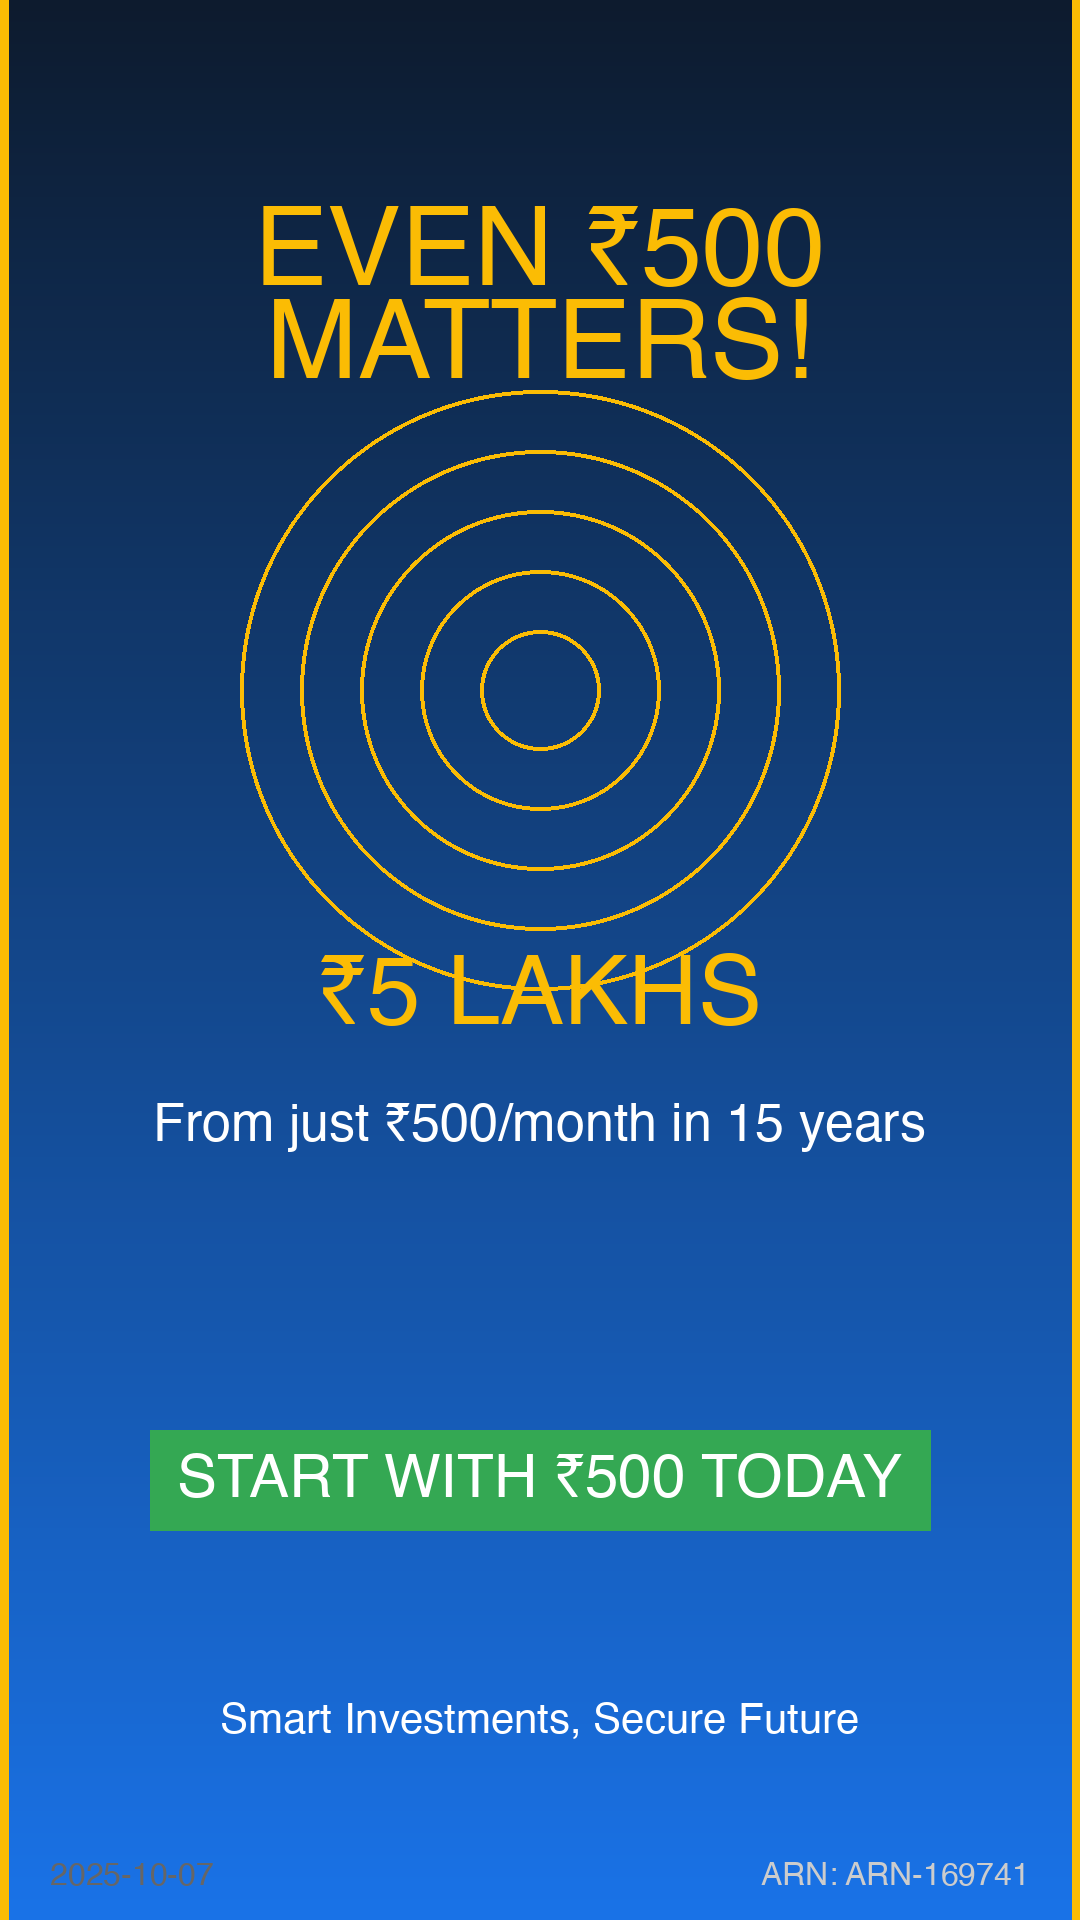 EVEN ₹500
MATTERS!
₹5 LAKHS
From just ₹500/month in 15 years
START WITH ₹500 TODAY
Smart Investments, Secure Future
2025-10-07
ARN: ARN-169741